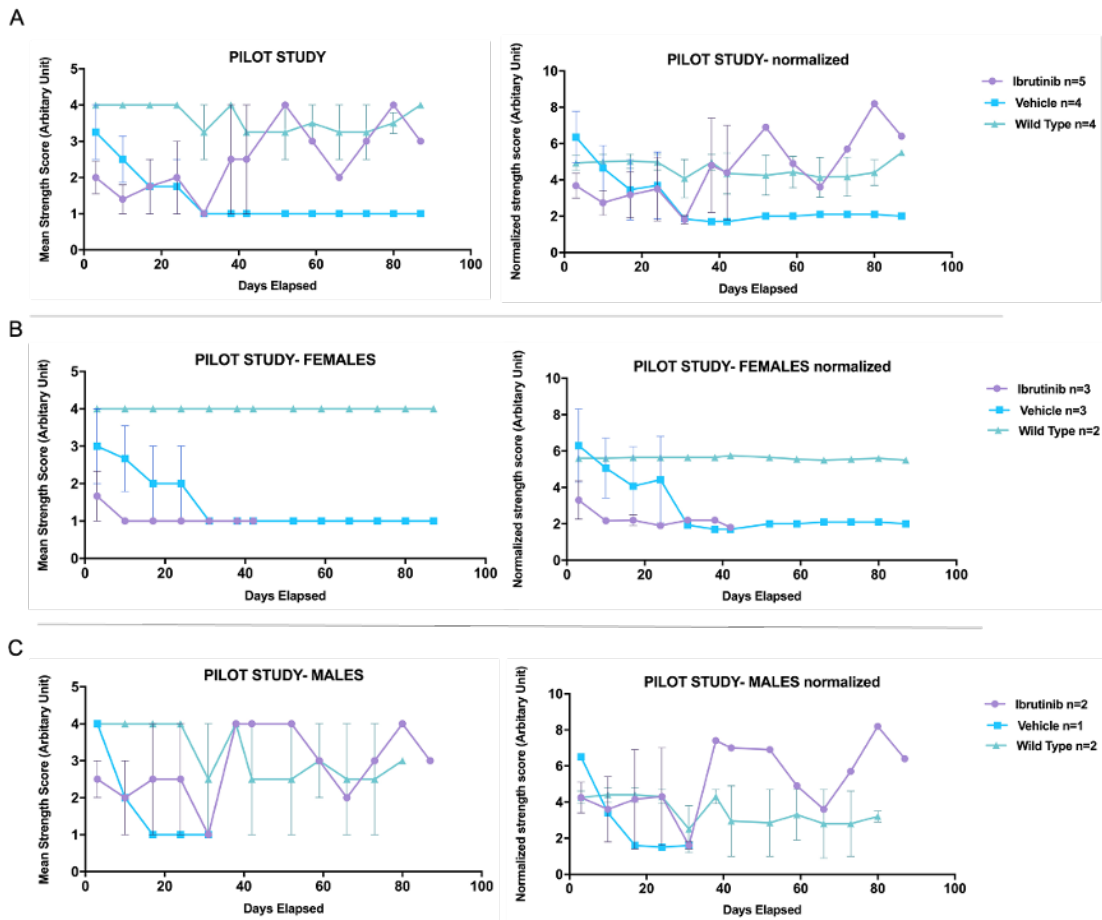 A
PILOT STUDY
Mean Strength Score (Arbitary Unit)
5
4
3
2
1
0
0 20 40 60 80 100
Days Elapsed
PILOT STUDY- normalized
Normalized strength score (Arbitary Unit)
10
8
6
4
2
0
0 20 40 60 80 100
Days Elapsed
Ibrutinib n=5
Vehicle n=4
Wild Type n=4
B
PILOT STUDY- FEMALES
Mean Strength Score (Arbitary Unit)
5
4
3
2
1
0
0 20 40 60 80 100
Days Elapsed
PILOT STUDY- FEMALES normalized
Normalized strength score (Arbitary Unit)
10
8
6
4
2
0
0 20 40 60 80 100
Days Elapsed
Ibrutinib n=3
Vehicle n=3
Wild Type n=2
C
PILOT STUDY- MALES
Mean Strength Score (Arbitary Unit)
5
4
3
2
1
0
0 20 40 60 80 100
Days Elapsed
PILOT STUDY- MALES normalized
Normalized strength score (Arbitary Unit)
10
8
6
4
2
0
0 20 40 60 80 100
Days Elapsed
Ibrutinib n=2
Vehicle n=1
Wild Type n=2